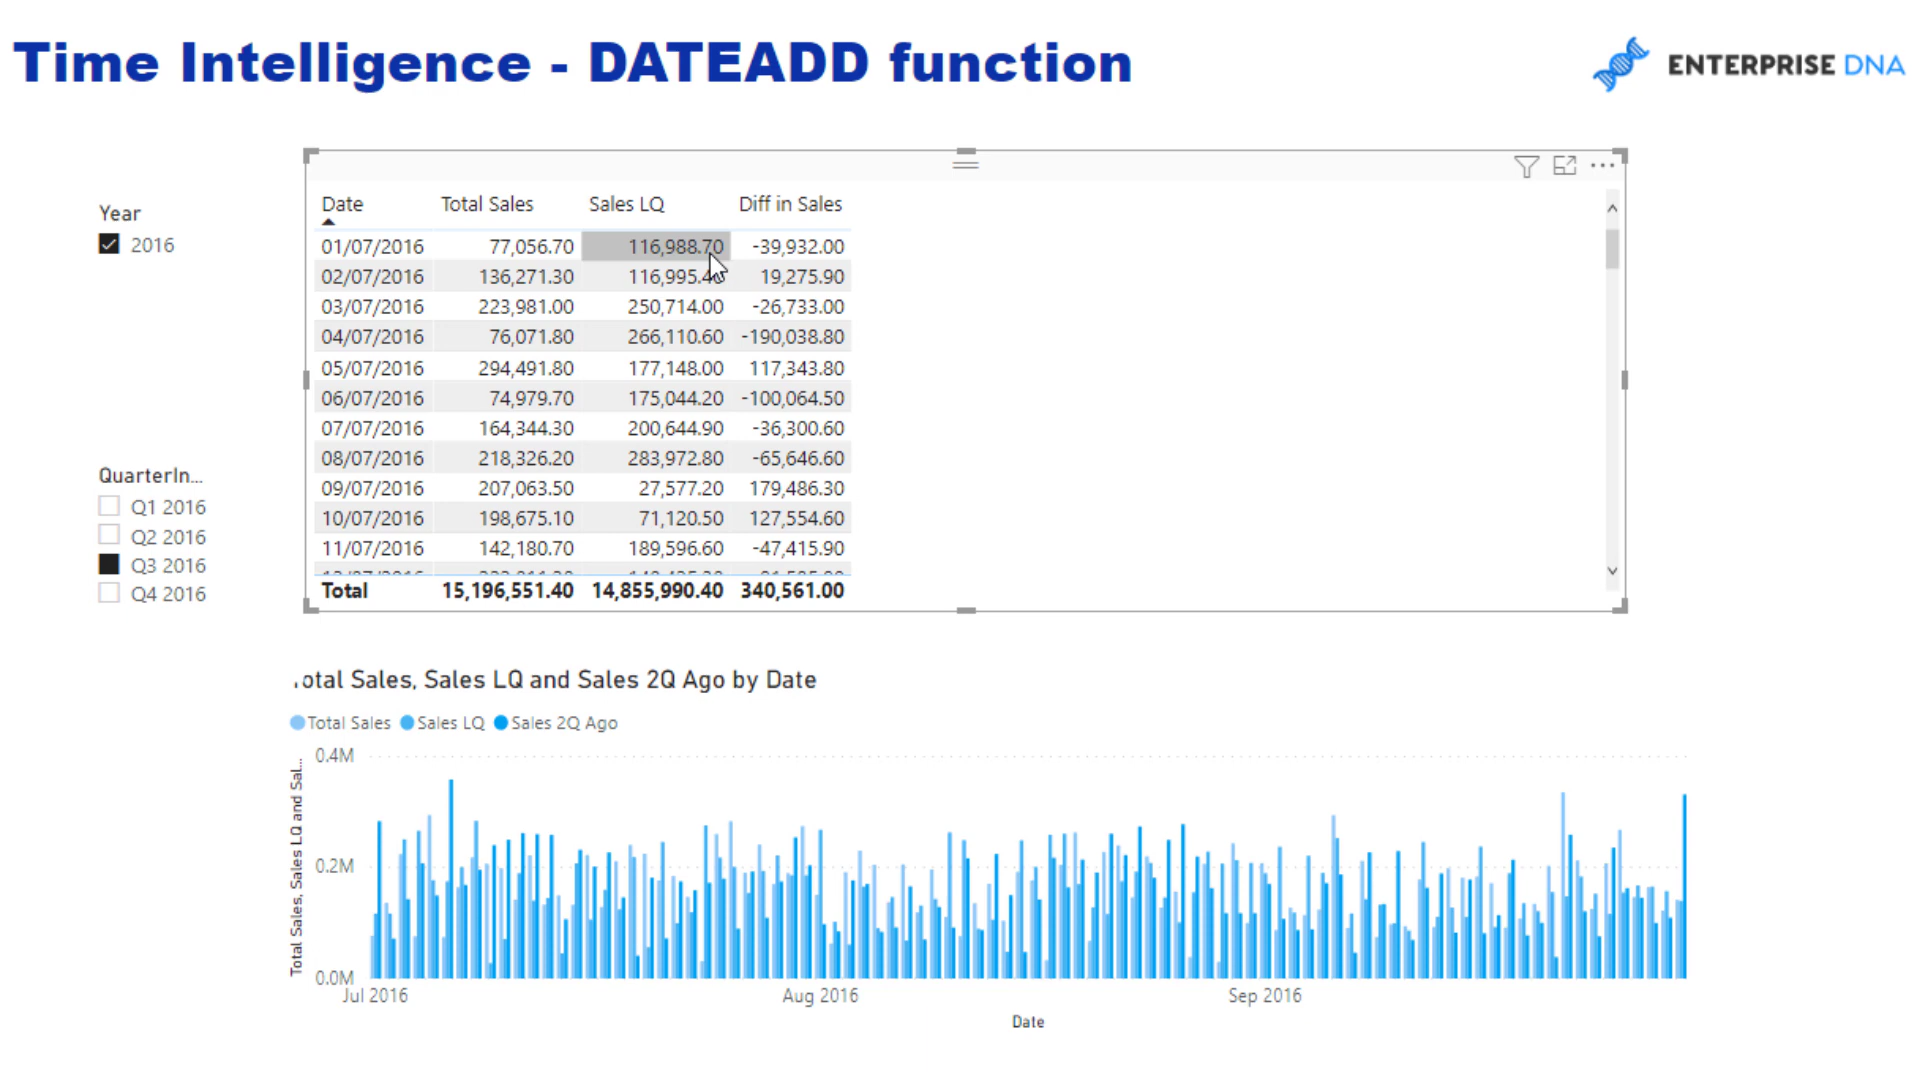 Time Intelligence - DATEADD function
ENTERPRISE DNA
Year
2016
QuarterIn...
Q1 2016
Q2 2016
Q3 2016
Q4 2016
Date Total Sales Sales LQ Diff in Sales
01/07/2016 77,056.70 116,988.70 -39,932.00
02/07/2016 136,271.30 116,995.40 19,275.90
03/07/2016 223,981.00 250,714.00 -26,733.00
04/07/2016 76,071.80 266,110.60 -190,038.80
05/07/2016 294,491.80 177,148.00 117,343.80
06/07/2016 74,979.70 175,044.20 -100,064.50
07/07/2016 164,344.30 200,644.90 -36,300.60
08/07/2016 218,326.20 283,972.80 -65,646.60
09/07/2016 207,063.50 27,577.20 179,486.30
10/07/2016 198,675.10 71,120.50 127,554.60
11/07/2016 142,180.70 189,596.60 -47,415.90
Total 15,196,551.40 14,855,990.40 340,561.00
otal Sales, Sales LQ and Sales 2Q Ago by Date
Total Sales Sales LQ Sales 2Q Ago
Total Sales, Sales LQ and Sal...
0.4M
0.2M
0.0M
Jul 2016 Aug 2016 Sep 2016
Date